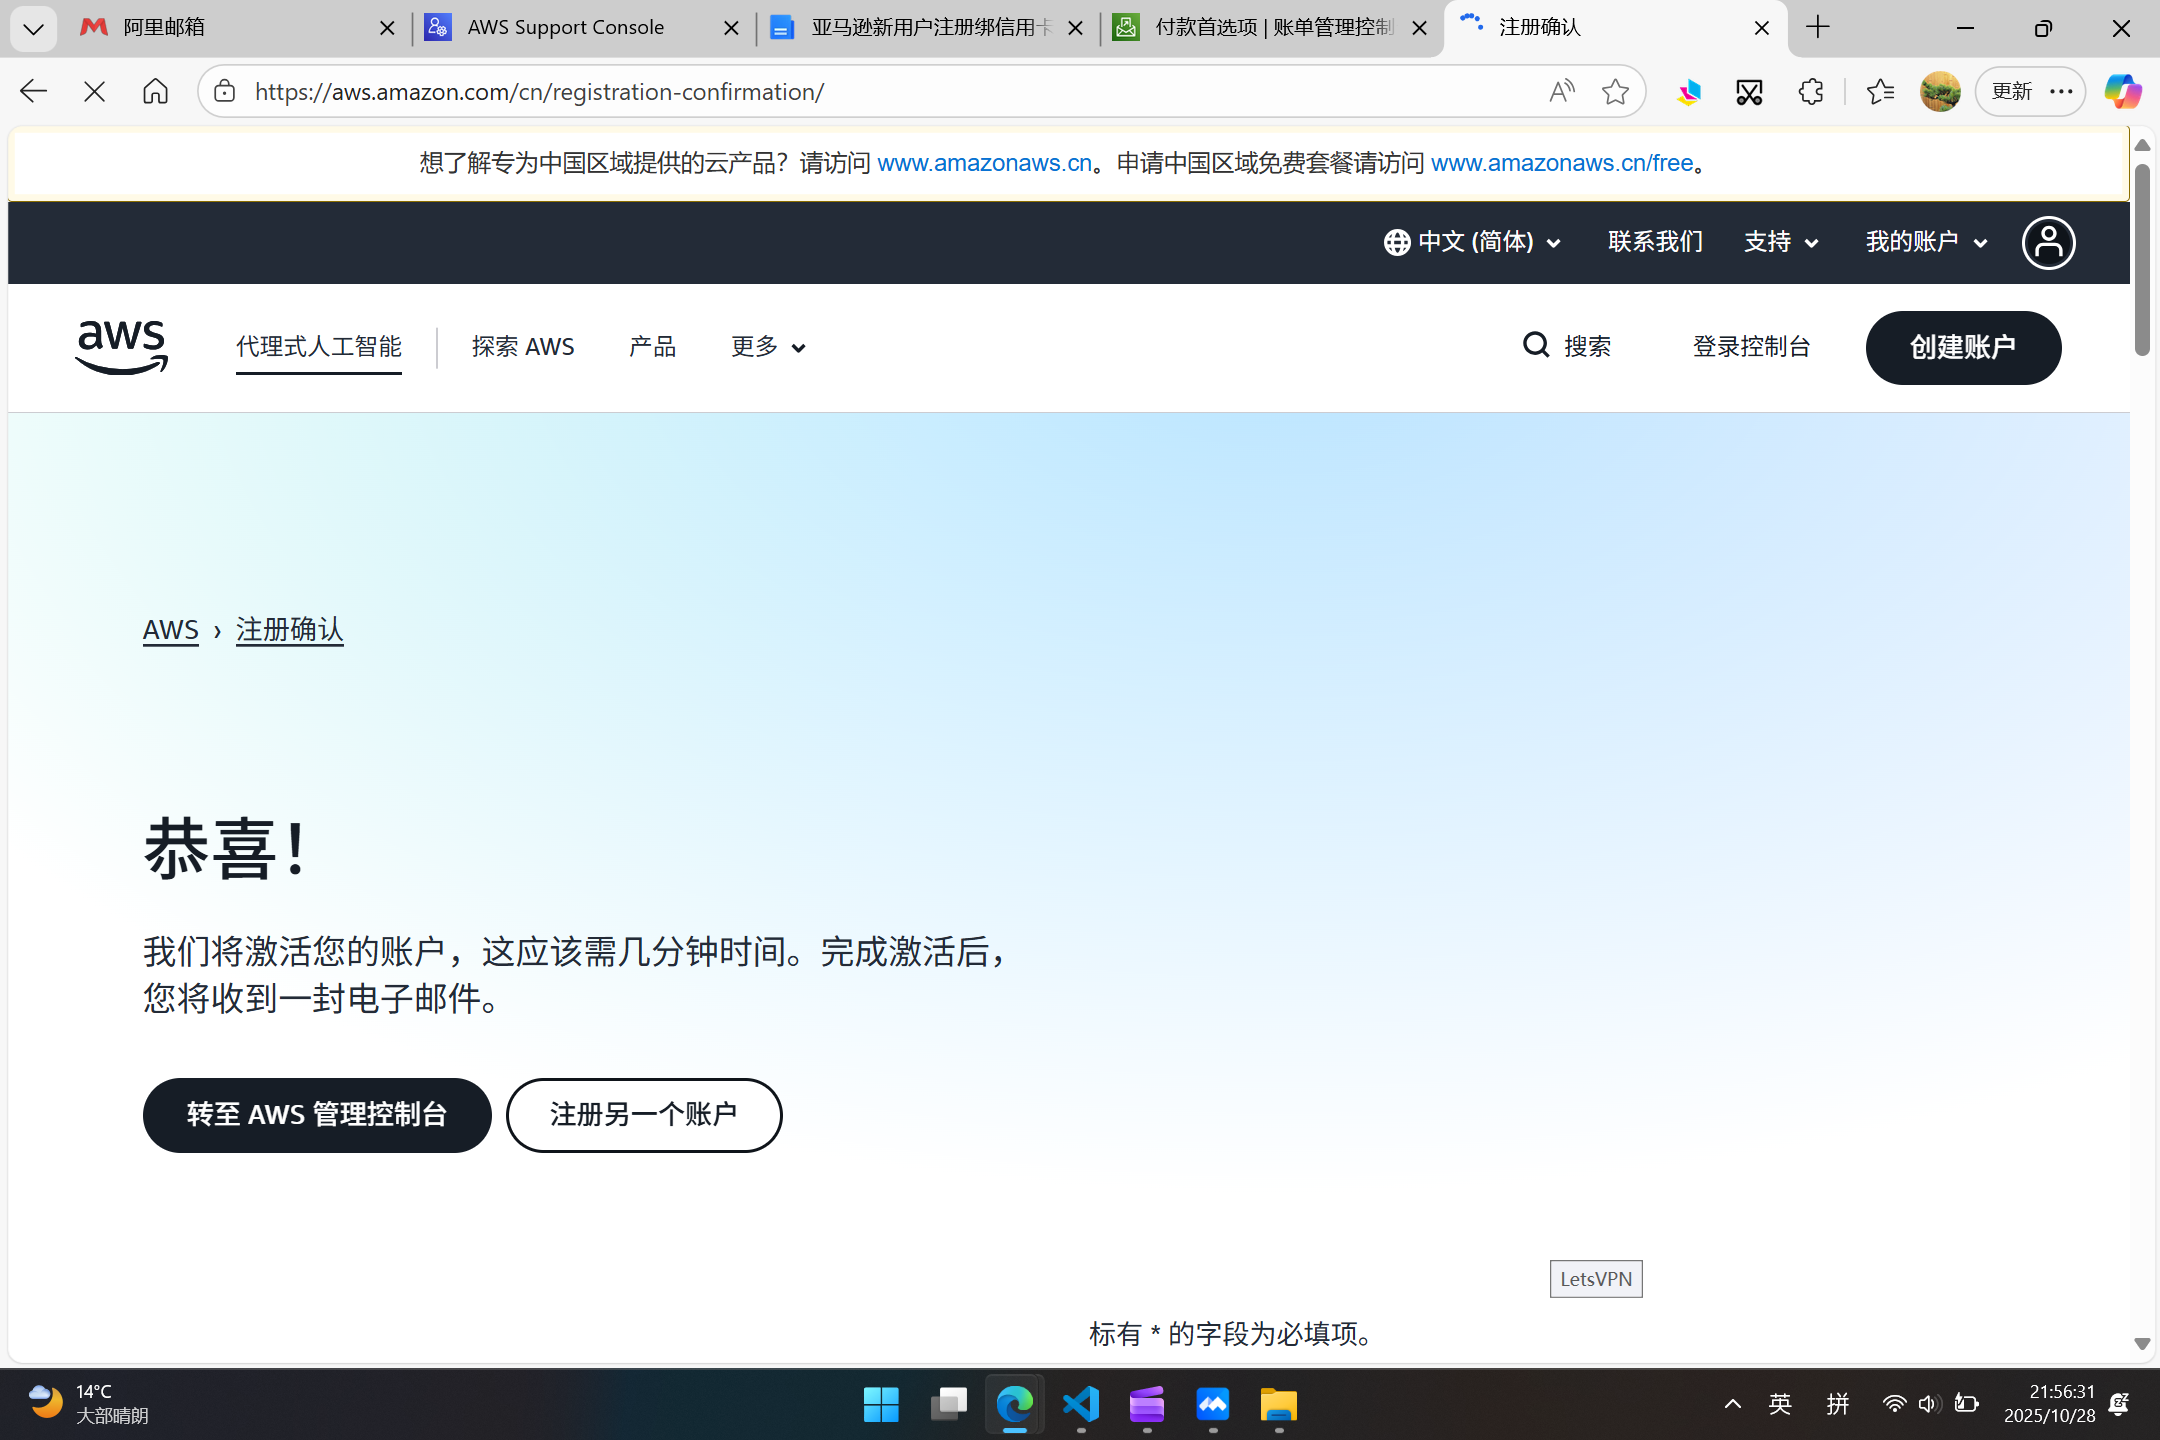 阿里邮箱
AWS Support Console
亚马逊新用户注册绑信用卡
付款首选项 | 账单管理控制
注册确认
https://aws.amazon.com/cn/registration-confirmation/
更新
想了解专为中国区域提供的云产品？请访问 www.amazonaws.cn。申请中国区域免费套餐请访问 www.amazonaws.cn/free。
中文 (简体)
联系我们
支持
我的账户
aws
代理式人工智能
探索 AWS
产品
更多
搜索
登录控制台
创建账户
AWS › 注册确认
恭喜！
我们将激活您的账户，这应该需几分钟时间。完成激活后，
您将收到一封电子邮件。
转至 AWS 管理控制台
注册另一个账户
LetsVPN
标有 * 的字段为必填项。
14°C
大部晴朗
英
拼
21:56:31
2025/10/28